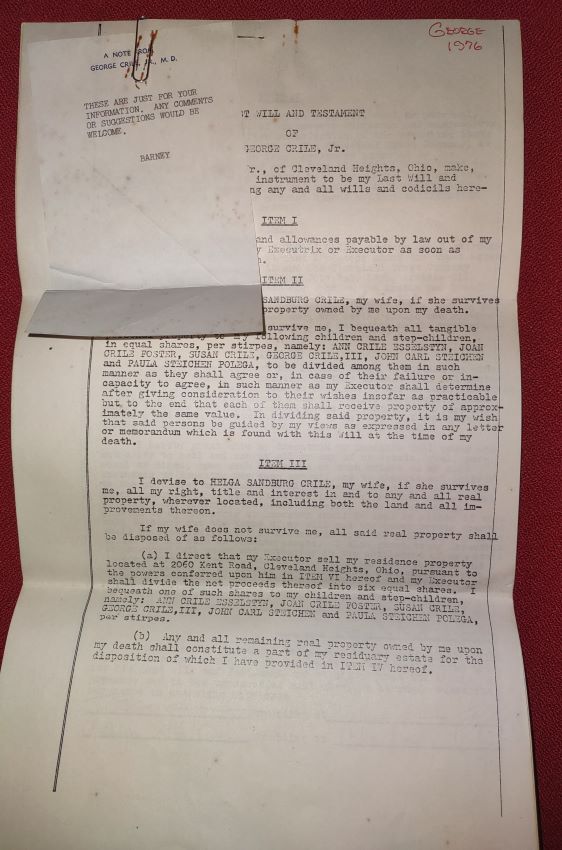 GEORGE
1976
A NOTE FROM
GEORGE CRILE, JR., M. D.
THESE ARE JUST FOR YOUR
INFORMATION. ANY COMMENTS
OR SUGGESTIONS WOULD BE
WELCOME.
BARNEY
ST WILL AND TESTAMENT
OF
GEORGE CRILE, Jr.
r., of Cleveland Heights, Ohio, make,
instrument to be my Last Will and
ng any and all wills and codicils here-
ITEM I
and allowances payable by law out of my
y Executrix or Executor as soon as
ITEM II
SANDBURG CRILE, my wife, if she survives
property owned by me upon my death.
survive me, I bequeath all tangible
following children and step-children,
in equal shares, per stirpes, namely: ANN CRILE ESSELSTYN, JOAN
CRILE FOSTER, SUSAN CRILE, GEORGE CRILE,III, JOHN CARL STEICHEN
and PAULA STEICHEN POLEGA, to be divided among them in such
manner as they shall agree or, in case of their failure or in-
capacity to agree, in such manner as my Executor shall determine
after giving consideration to their wishes insofar as practicable
but to the end that each of them shall receive property of approx-
imately the same value. In dividing said property, it is my wish
that said persons be guided by my views as expressed in any letter
or memorandum which is found with this Will at the time of my
death.
ITEM III
I devise to HELGA SANDBURG CRILE, my wife, if she survives
me, all my right, title and interest in and to any and all real
property, wherever located, including both the land and all im-
provements thereon.
If my wife does not survive me, all said real property shall
be disposed of as follows:
(a) I direct that my Executor sell my residence property
located at 2060 Kent Road, Cleveland Heights, Ohio, pursuant to
the powers conferred upon him in ITEM VI hereof and my Executor
shall divide the net proceeds thereof into six equal shares. I
bequeath one of such shares to my children and step-children,
namely: ANN CRILE ESSELSTYN, JOAN CRILE FOSTER, SUSAN CRILE,
GEORGE CRILE,III, JOHN CARL STEICHEN and PAULA STEICHEN POLEGA,
per stirpes.
(b) Any and all remaining real property owned by me upon
my death shall constitute a part of my residuary estate for the
disposition of which I have provided in ITEM IV hereof.